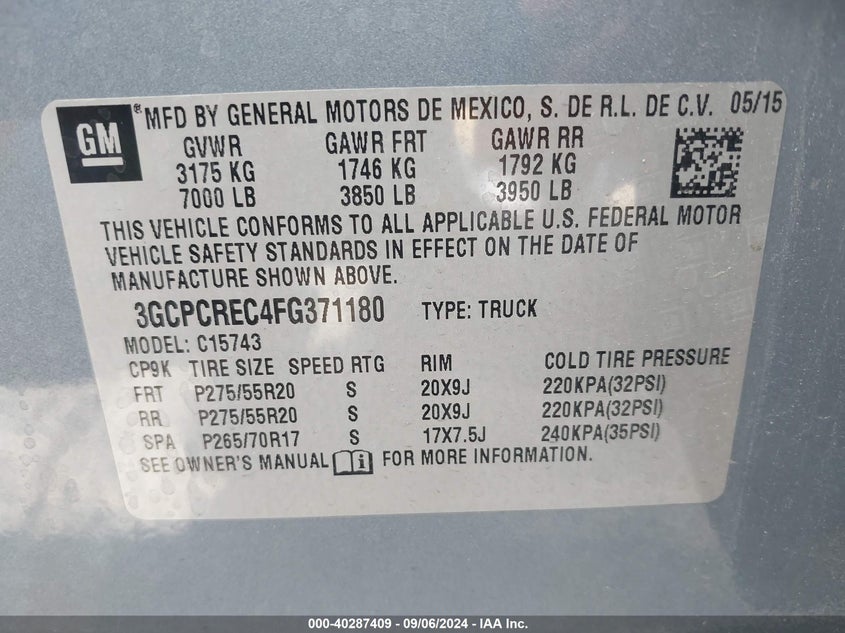 GM
® MFD BY GENERAL MOTORS DE MEXICO, S. DE R.L. DE C.V. 05/15
GVWR GAWR FRT GAWR RR
3175 KG 1746 KG 1792 KG
7000 LB 3850 LB 3950 LB
THIS VEHICLE CONFORMS TO ALL APPLICABLE U.S. FEDERAL MOTOR
VEHICLE SAFETY STANDARDS IN EFFECT ON THE DATE OF
MANUFACTURE SHOWN ABOVE.
3GCPCREC4FG371180 TYPE: TRUCK
MODEL: C15743
CP9K TIRE SIZE SPEED RTG RIM COLD TIRE PRESSURE
FRT P275/55R20 S 20X9J 220KPA(32PSI)
RR P275/55R20 S 20X9J 220KPA(32PSI)
SPA P265/70R17 S 17X7.5J 240KPA(35PSI)
SEE OWNER'S MANUAL i FOR MORE INFORMATION.
000-40287409 - 09/06/2024 - IAA Inc.